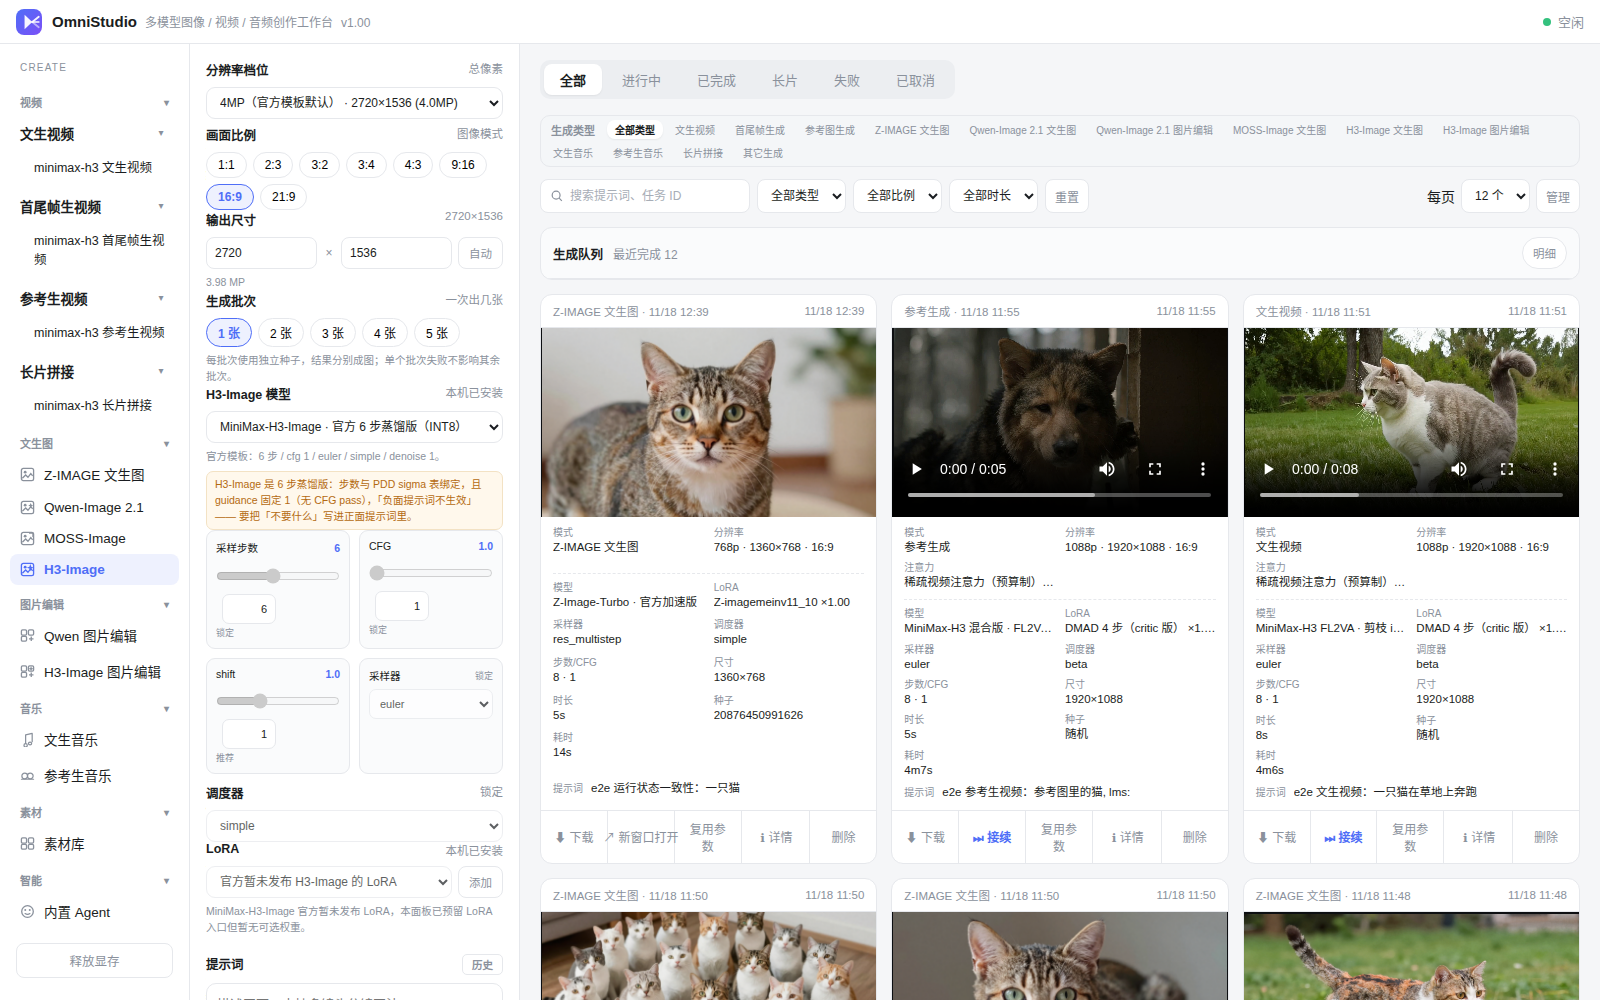 OmniStudio 多模型图像 / 视频 / 音频创作工作台 v1.00
空闲
CREATE
视频
文生视频
minimax-h3 文生视频
首尾帧生视频
minimax-h3 首尾帧生视
频
参考生视频
minimax-h3 参考生视频
长片拼接
minimax-h3 长片拼接
文生图
Z-IMAGE 文生图
Qwen-Image 2.1
MOSS-Image
H3-Image
图片编辑
Qwen 图片编辑
H3-Image 图片编辑
音乐
文生音乐
参考生音乐
素材
素材库
智能
内置 Agent
释放显存
分辨率档位 总像素
4MP（官方模板默认） · 2720×1536 (4.0MP)
画面比例 图像模式
1:1 2:3 3:2 3:4 4:3 9:16
16:9 21:9
输出尺寸 2720×1536
2720 × 1536 自动
3.98 MP
生成批次 一次出几张
1 张 2 张 3 张 4 张 5 张
每批次使用独立种子，结果分别成图；单个批次失败不影响其余
批次。
H3-Image 模型 本机已安装
MiniMax-H3-Image · 官方 6 步蒸馏版（INT8）
官方模板：6 步 / cfg 1 / euler / simple / denoise 1。
H3-Image 是 6 步蒸馏版：步数与 PDD sigma 表绑定，且
guidance 固定 1（无 CFG pass），「负面提示词不生效」
—— 要把「不要什么」写进正面提示词里。
采样步数 6
6
锁定
CFG 1.0
1
锁定
shift 1.0
1
推荐
采样器 锁定
euler
调度器 锁定
simple
LoRA 本机已安装
官方暂未发布 H3-Image 的 LoRA 添加
MiniMax-H3-Image 官方暂未发布 LoRA，本面板已预留 LoRA
入口但暂无可选权重。
提示词 历史
全部 进行中 已完成 长片 失败 已取消
生成类型 全部类型 文生视频 首尾帧生成 参考图生成 Z-IMAGE 文生图 Qwen-Image 2.1 文生图 Qwen-Image 2.1 图片编辑 MOSS-Image 文生图 H3-Image 文生图 H3-Image 图片编辑
文生音乐 参考生音乐 长片拼接 其它生成
搜索提示词、任务 ID 全部类型 全部比例 全部时长 重置 每页 12 个 管理
生成队列 最近完成 12 明细
Z-IMAGE 文生图 · 11/18 12:39 11/18 12:39
模式 分辨率
Z-IMAGE 文生图 768p · 1360×768 · 16:9
模型 LoRA
Z-Image-Turbo · 官方加速版 Z-imagemeinv11_10 ×1.00
采样器 调度器
res_multistep simple
步数/CFG 尺寸
8 · 1 1360×768
时长 种子
5s 20876450991626
耗时
14s
提示词 e2e 运行状态一致性：一只猫
下载 新窗口打开 复用参数 详情 删除
参考生成 · 11/18 11:55 11/18 11:55
0:00 / 0:05
模式 分辨率
参考生成 1088p · 1920×1088 · 16:9
注意力
稀疏视频注意力（预算制）…
模型 LoRA
MiniMax-H3 混合版 · FL2V… DMAD 4 步（critic 版） ×1.…
采样器 调度器
euler beta
步数/CFG 尺寸
8 · 1 1920×1088
时长 种子
5s 随机
耗时
4m7s
提示词 e2e 参考生视频：参考图里的猫, lms:
下载 接续 复用参数 详情 删除
文生视频 · 11/18 11:51 11/18 11:51
0:00 / 0:08
模式 分辨率
文生视频 1088p · 1920×1088 · 16:9
注意力
稀疏视频注意力（预算制）…
模型 LoRA
MiniMax-H3 FL2VA · 剪枝 i… DMAD 4 步（critic 版） ×1.…
采样器 调度器
euler beta
步数/CFG 尺寸
8 · 1 1920×1088
时长 种子
8s 随机
耗时
4m6s
提示词 e2e 文生视频：一只猫在草地上奔跑
下载 接续 复用参数 详情 删除
Z-IMAGE 文生图 · 11/18 11:50 11/18 11:50
Z-IMAGE 文生图 · 11/18 11:50 11/18 11:50
Z-IMAGE 文生图 · 11/18 11:48 11/18 11:48